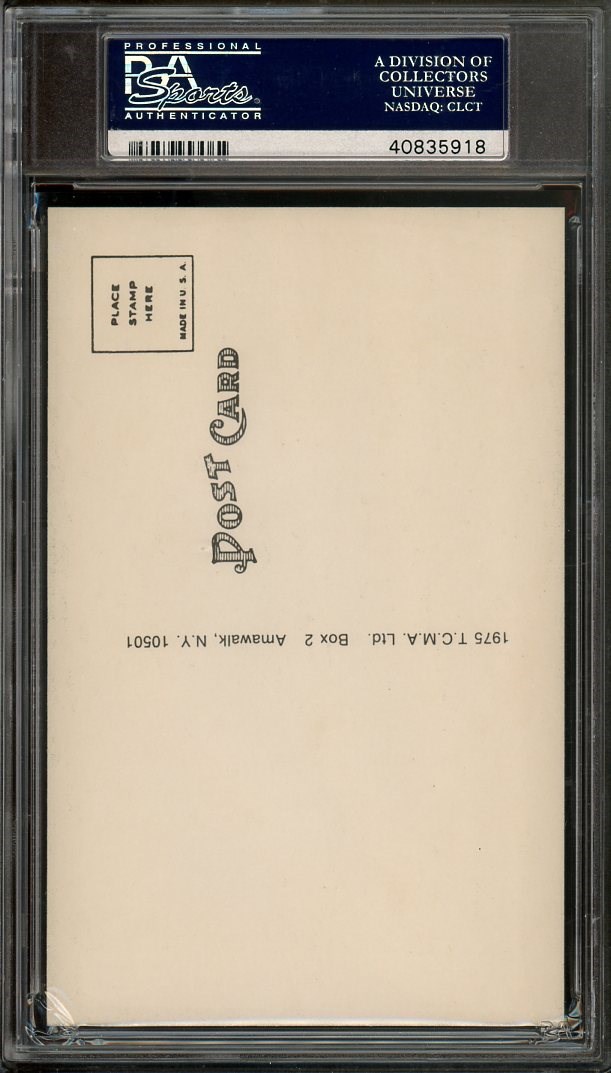 PROFESSIONAL
PSA
Sports
AUTHENTICATOR
A DIVISION OF
COLLECTORS
UNIVERSE
NASDAQ: CLCT
40835918
PLACE
STAMP
HERE
MADE IN U.S.A.
POST CARD
1975 T.C.M.A. Ltd. Box 2 Amawalk, N.Y. 10501